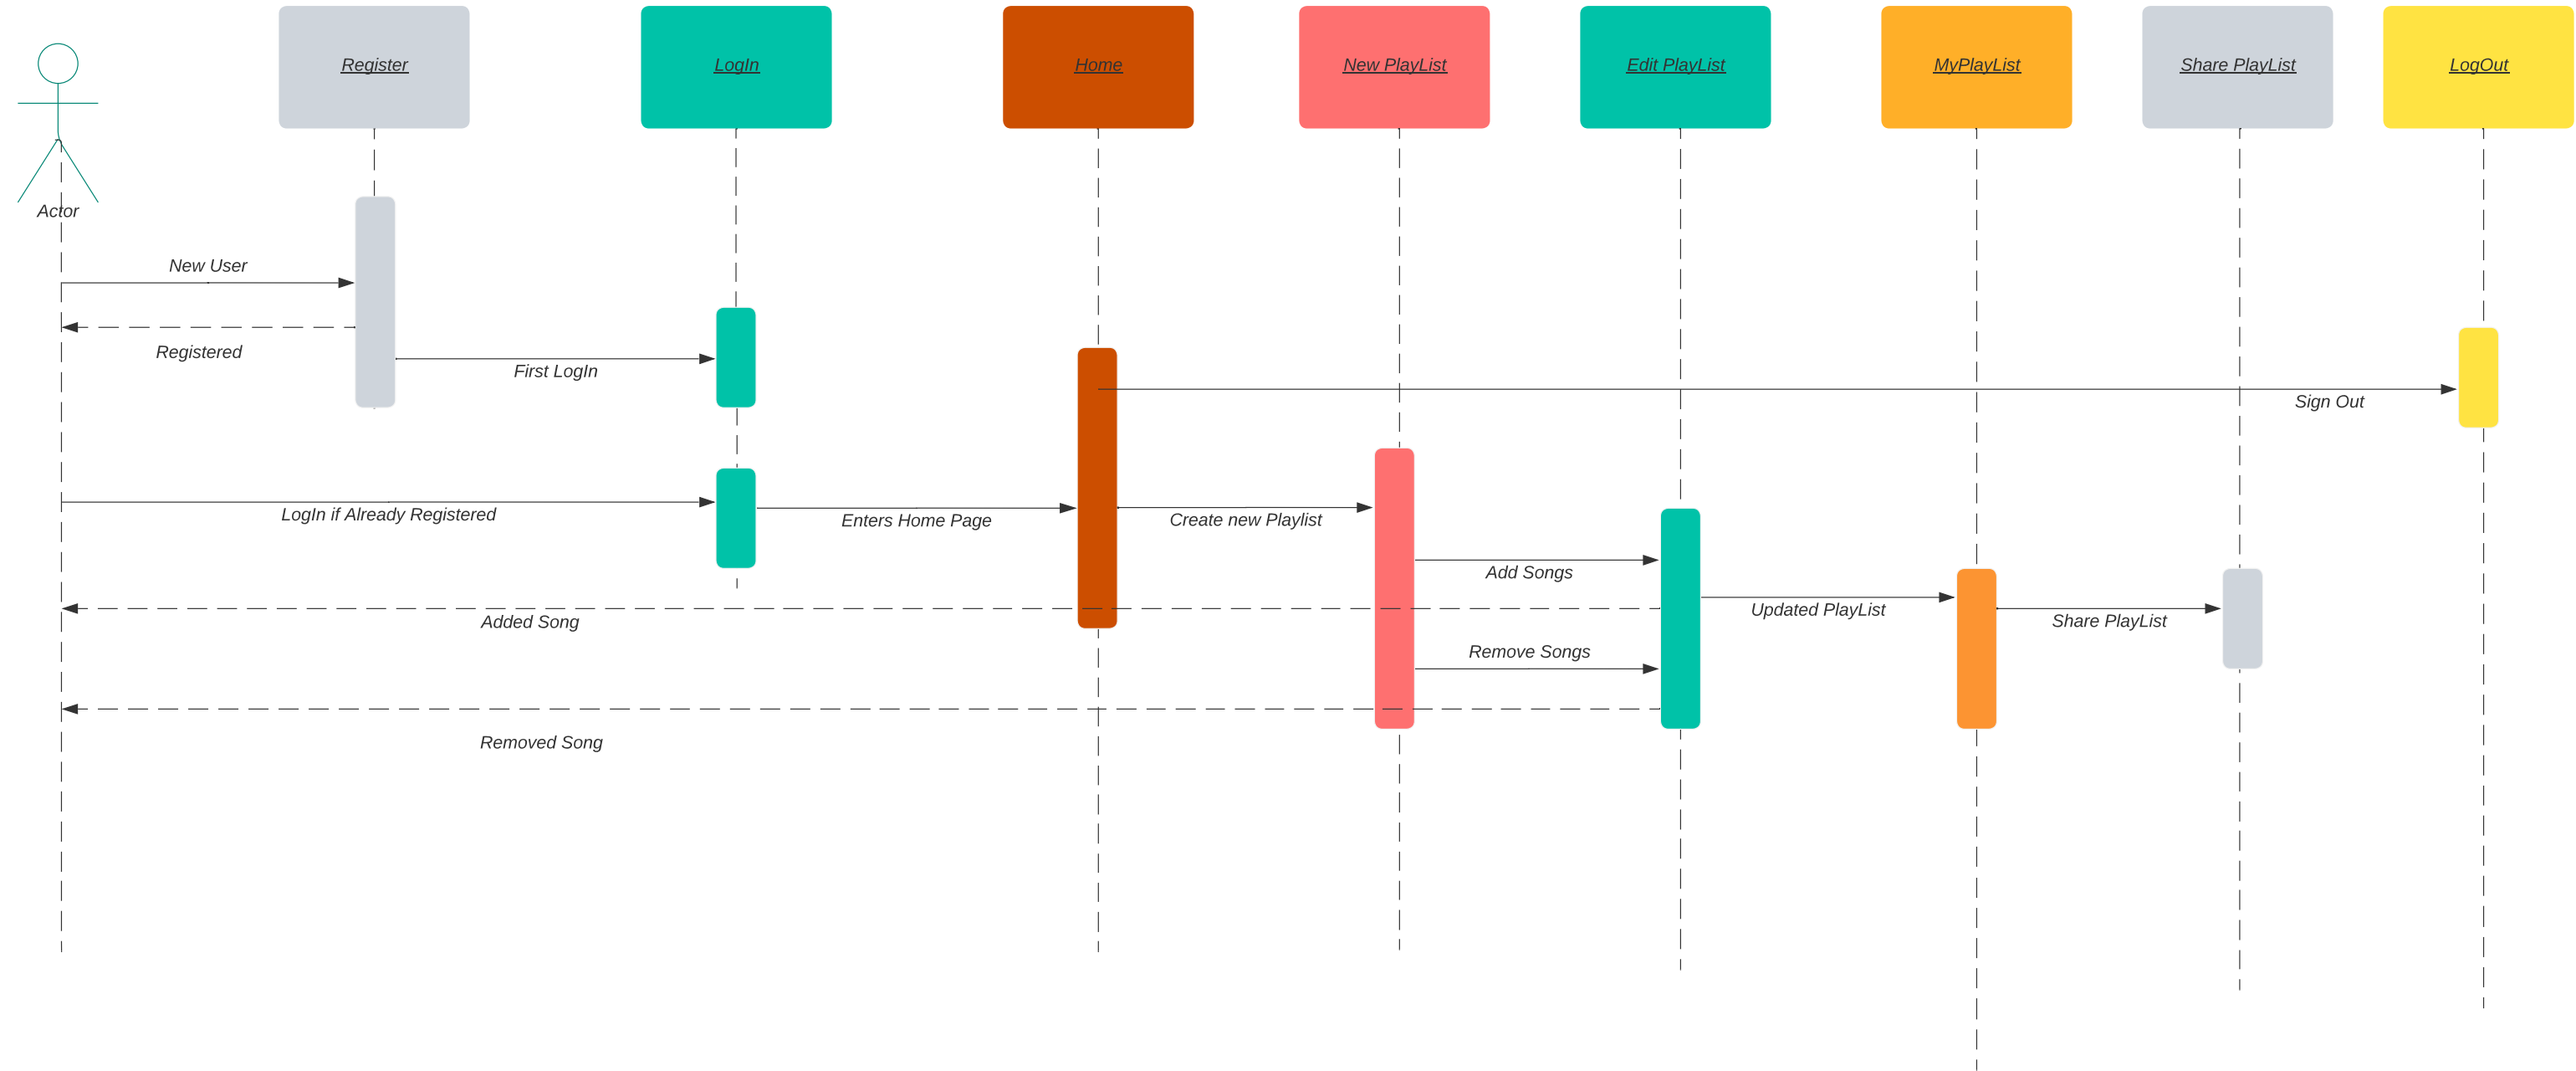 Register
LogIn
Home
New PlayList
Edit PlayList
MyPlayList
Share PlayList
LogOut
Actor
New User
Registered
First LogIn
Sign Out
LogIn if Already Registered
Enters Home Page
Create new Playlist
Add Songs
Added Song
Updated PlayList
Share PlayList
Remove Songs
Removed Song